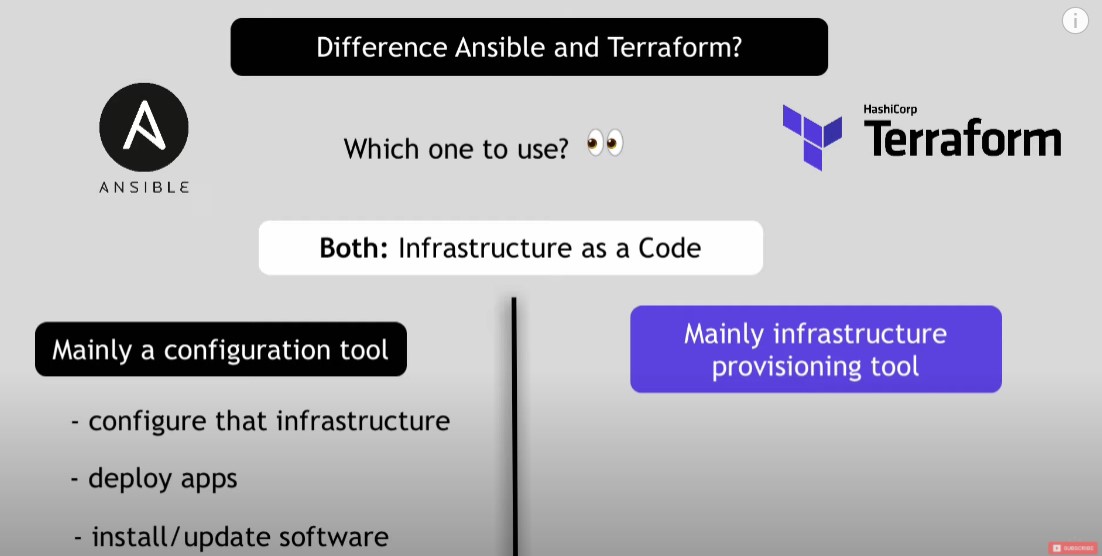 Difference Ansible and Terraform?
i
ANSIBLE
Which one to use?
HashiCorp
Terraform
Both: Infrastructure as a Code
Mainly a configuration tool
- configure that infrastructure
- deploy apps
- install/update software
Mainly infrastructure
provisioning tool
SUBSCRIBE